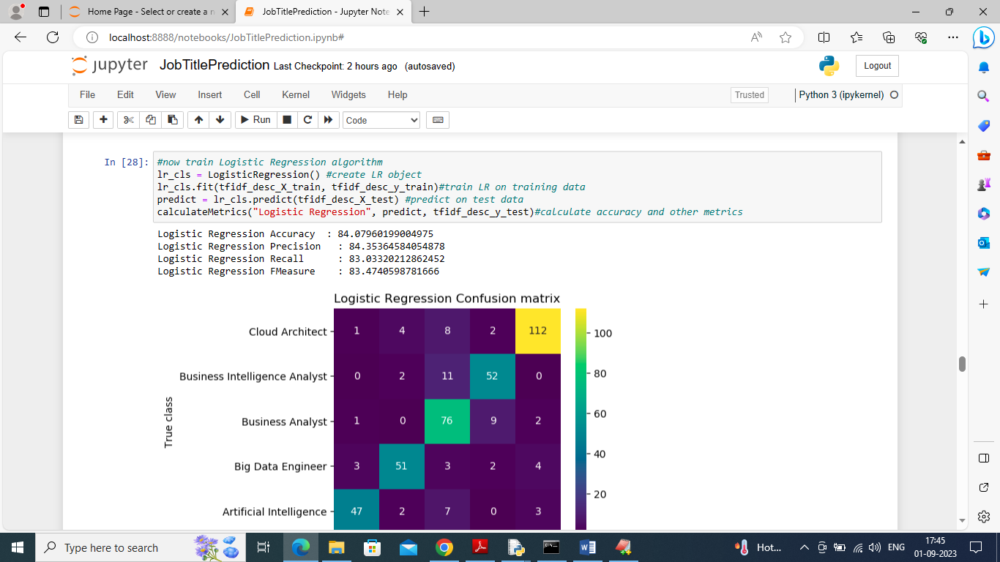 Home Page - Select or create a n
JobTitlePrediction - Jupyter Note
localhost:8888/notebooks/JobTitlePrediction.ipynb#
jupyter JobTitlePrediction Last Checkpoint: 2 hours ago (autosaved)
Logout
File Edit View Insert Cell Kernel Widgets Help
Trusted
Python 3 (ipykernel)
Run
Code
In [28]:
#now train Logistic Regression algorithm
lr_cls = LogisticRegression() #create LR object
lr_cls.fit(tfidf_desc_X_train, tfidf_desc_y_train)#train LR on training data
predict = lr_cls.predict(tfidf_desc_X_test) #predict on test data
calculateMetrics("Logistic Regression", predict, tfidf_desc_y_test)#calculate accuracy and other metrics
Logistic Regression Accuracy : 84.07960199004975
Logistic Regression Precision : 84.35364584054878
Logistic Regression Recall : 83.03320212862452
Logistic Regression FMeasure : 83.4740598781666
Logistic Regression Confusion matrix
Cloud Architect 1 4 8 2 112
Business Intelligence Analyst 0 2 11 52 0
Business Analyst 1 0 76 9 2
Big Data Engineer 3 51 3 2 4
Artificial Intelligence 47 2 7 0 3
True class
100
80
60
40
20
Type here to search
Hot...
ENG
17:45
01-09-2023